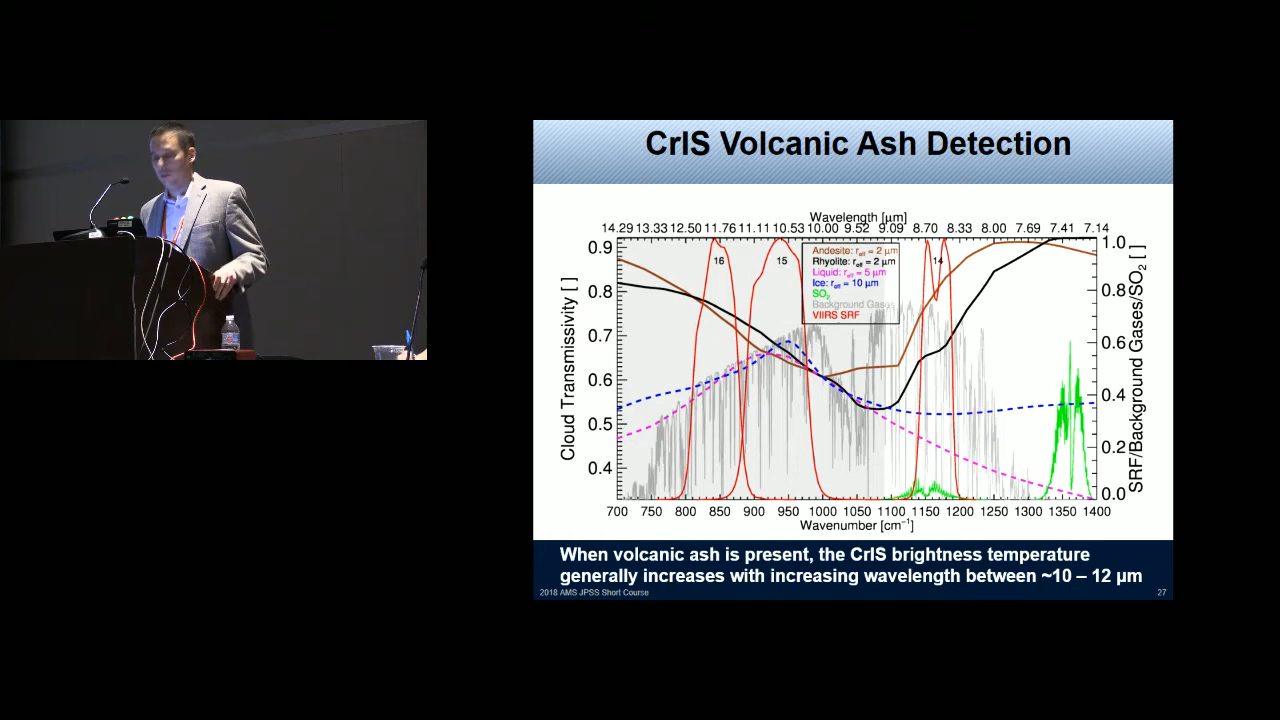 CrIS Volcanic Ash Detection
Wavelength [μm]
14.29 13.33 12.50 11.76 11.11 10.53 10.00 9.52 9.09 8.70 8.33 8.00 7.69 7.41 7.14
Andesite: r_eff = 2 μm
Rhyolite: r_eff = 2 μm
Liquid: r_eff = 5 μm
Ice: r_eff = 10 μm
SO₂
Background Gases
VIIRS SRF
16
15
14
Cloud Transmissivity [ ]
0.9
0.8
0.7
0.6
0.5
0.4
1.0
0.8
0.6
0.4
0.2
0.0
SRF/Background Gases/SO₂ [ ]
700 750 800 850 900 950 1000 1050 1100 1150 1200 1250 1300 1350 1400
Wavenumber [cm⁻¹]
When volcanic ash is present, the CrIS brightness temperature
generally increases with increasing wavelength between ~10 – 12 μm
2018 AMS JPSS Short Course
27